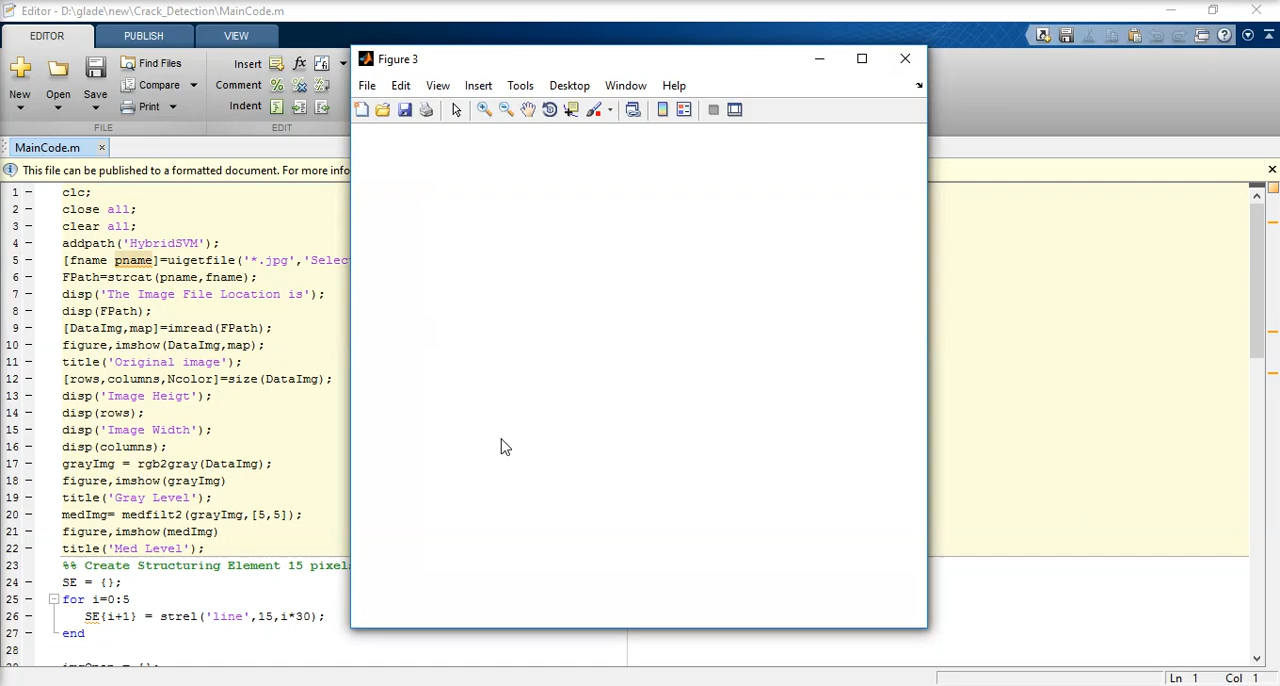 Editor - D:\glade\new\Crack_Detection\MainCode.m
EDITOR PUBLISH VIEW
Figure 3
File Edit View Insert Tools Desktop Window Help
New Open Save
Find Files
Compare
Print
FILE
Insert
Comment
Indent
EDIT
MainCode.m
This file can be published to a formatted document. For more info
1 clc;
2 close all;
3 clear all;
4 addpath('HybridSVM');
5 [fname pname]=uigetfile('*.jpg','Selec
6 FPath=strcat(pname,fname);
7 disp('The Image File Location is');
8 disp(FPath);
9 [DataImg,map]=imread(FPath);
10 figure,imshow(DataImg,map);
11 title('Original image');
12 [rows,columns,Ncolor]=size(DataImg);
13 disp('Image Heigt');
14 disp(rows);
15 disp('Image Width');
16 disp(columns);
17 grayImg = rgb2gray(DataImg);
18 figure,imshow(grayImg)
19 title('Gray Level');
20 medImg= medfilt2(grayImg,[5,5]);
21 figure,imshow(medImg)
22 title('Med Level');
23 %% Create Structuring Element 15 pixels
24 SE = {};
25 for i=0:5
26 SE{i+1} = strel('line',15,i*30);
27 end
28
Ln 1 Col 1